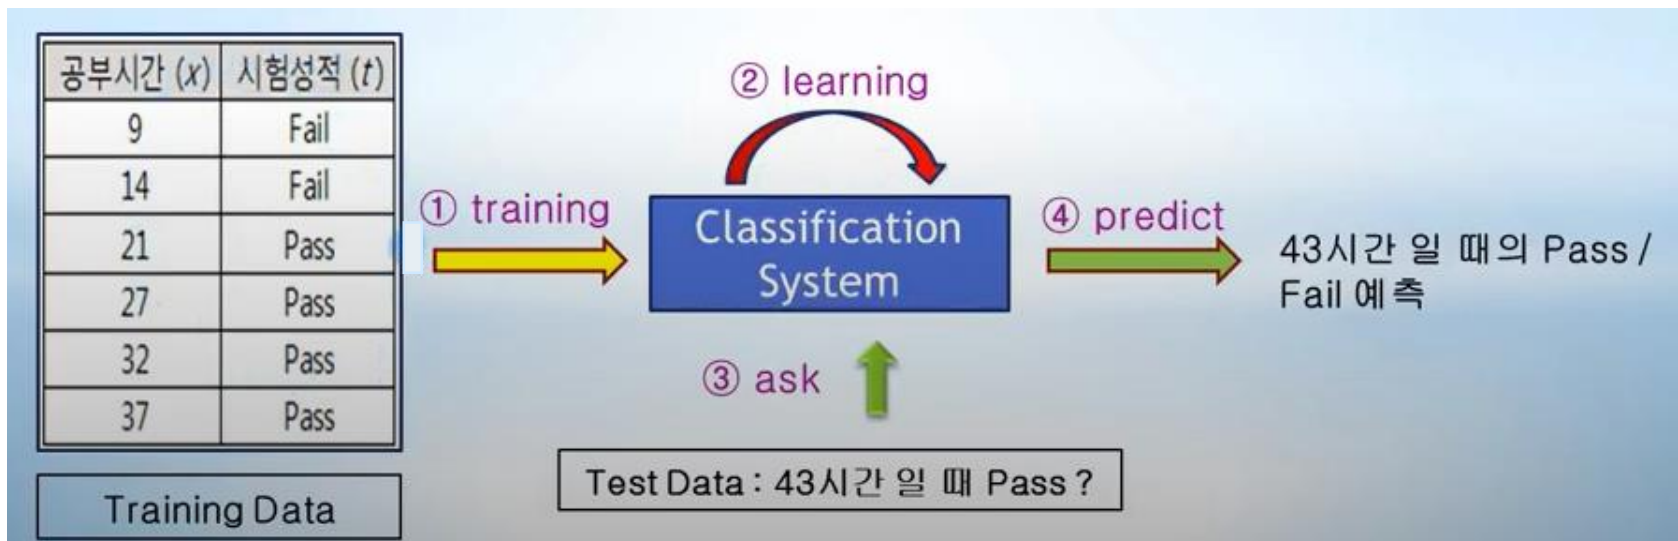 공부시간 (x) 시험성적 (t)
9 Fail
14 Fail
21 Pass
27 Pass
32 Pass
37 Pass
Training Data
① training
② learning
Classification
System
③ ask
Test Data : 43시간 일 때 Pass ?
④ predict
43시간 일 때의 Pass /
Fail 예측